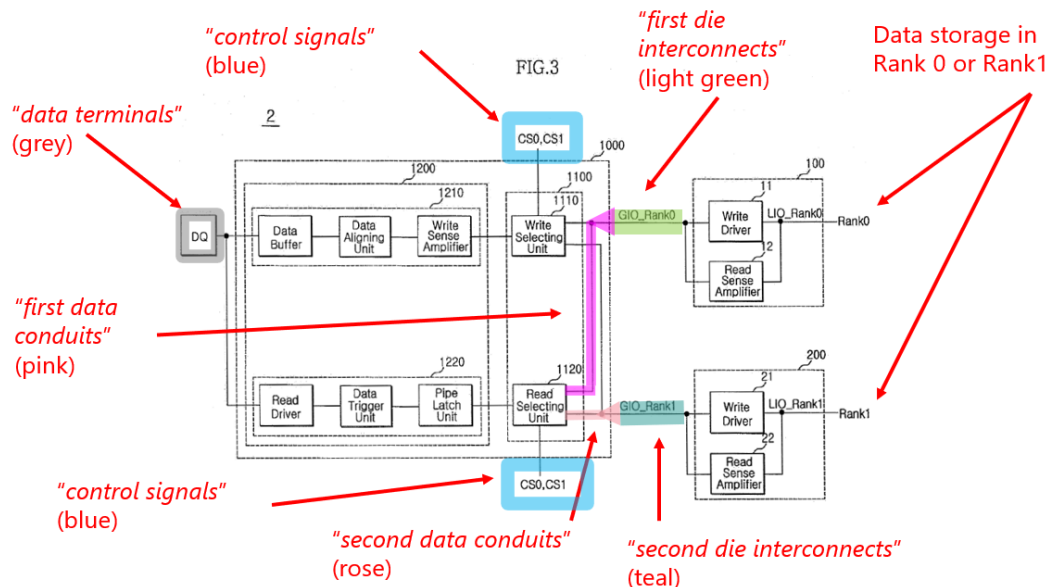 "control signals"
(blue)
"first die
interconnects"
(light green)
Data storage in
Rank 0 or Rank1
FIG.3
"data terminals"
(grey)
2
CS0,CS1
1000
1200
1100
100
1210
1110
11
DQ
Data
Buffer
Data
Aligning
Unit
Write
Sense
Amplifier
Write
Selecting
Unit
GIO_Rank0
Write
Driver
LIO_Rank0
Rank0
12
Read
Sense
Amplifier
"first data
conduits"
(pink)
1220
1120
200
21
Read
Driver
Data
Trigger
Unit
Pipe
Latch
Unit
Read
Selecting
Unit
GIO_Rank1
Write
Driver
LIO_Rank1
Rank1
22
Read
Sense
Amplifier
CS0,CS1
"control signals"
(blue)
"second data conduits"
(rose)
"second die interconnects"
(teal)